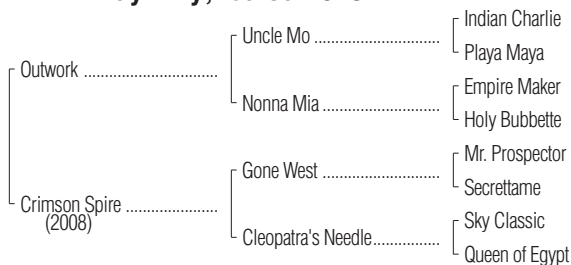 Indian Charlie
Uncle Mo
Playa Maya
Outwork
Empire Maker
Nonna Mia
Holy Bubbette
Mr. Prospector
Gone West
Secrettame
Crimson Spire
(2008)
Sky Classic
Cleopatra's Needle
Queen of Egypt